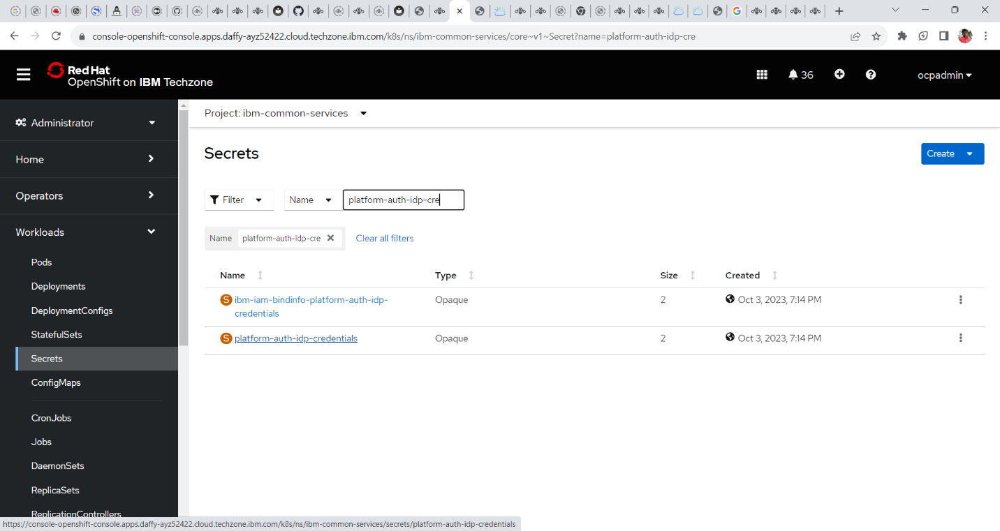 console-openshift-console.apps.daffy-ayz52422.cloud.techzone.ibm.com/k8s/ns/ibm-common-services/core~v1~Secret?name=platform-auth-idp-cre
Red Hat
OpenShift on IBM Techzone
36
ocpadmin
Administrator
Home
Operators
Workloads
Pods
Deployments
DeploymentConfigs
StatefulSets
Secrets
ConfigMaps
CronJobs
Jobs
DaemonSets
ReplicaSets
ReplicationControllers
Project: ibm-common-services
Secrets
Create
Filter
Name
platform-auth-idp-cre
Name
platform-auth-idp-cre
Clear all filters
Name Type Size Created
S ibm-iam-bindinfo-platform-auth-idp- Opaque 2 Oct 3, 2023, 7:14 PM
credentials
S platform-auth-idp-credentials Opaque 2 Oct 3, 2023, 7:14 PM
https://console-openshift-console.apps.daffy-ayz52422.cloud.techzone.ibm.com/k8s/ns/ibm-common-services/secrets/platform-auth-idp-credentials